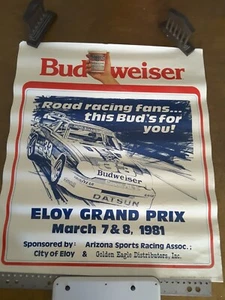 Budweiser
Road racing fans...
this Bud's for
you!
Budweiser
DATSUN
ELOY GRAND PRIX
March 7&8, 1981
Sponsored by: Arizona Sports Racing Assoc.;
City of Eloy & Golden Eagle Distributors, Inc.